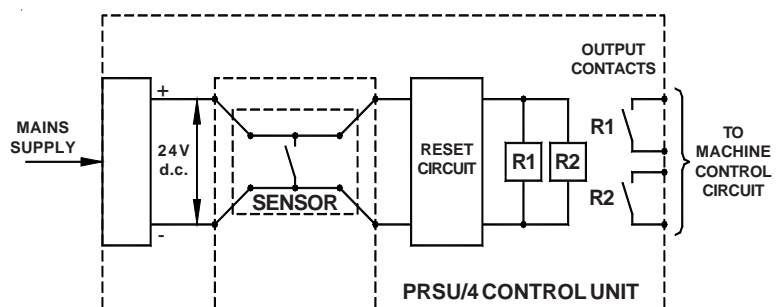 OUTPUT
CONTACTS
+
MAINS
SUPPLY
24V
d.c.
-
SENSOR
RESET
CIRCUIT
R1
R2
R1
R2
TO
MACHINE
CONTROL
CIRCUIT
PRSU/4 CONTROL UNIT